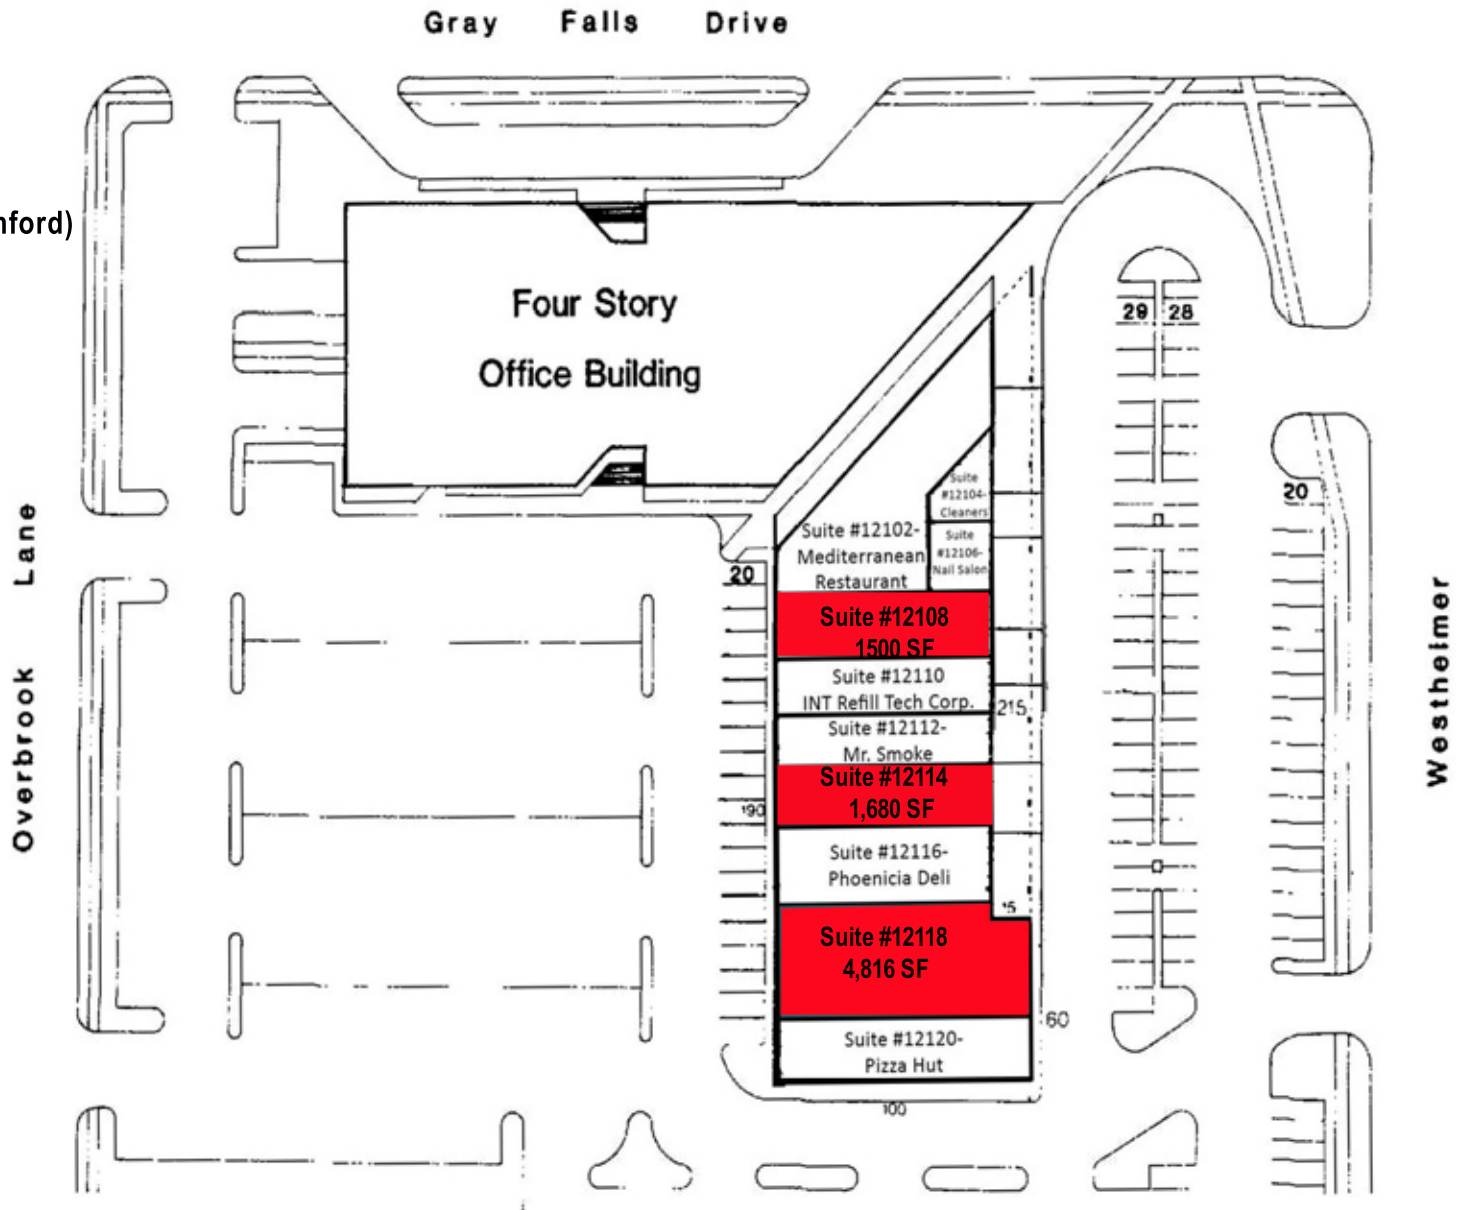 Gray Falls Drive
nford)
Four Story
Office Building
29 28
20
Suite
#12104-
Cleaners
Suite
#12106-
Nail Salon
Suite #12102-
Mediterranean
Restaurant
20
Suite #12108
1500 SF
Suite #12110
INT Refill Tech Corp.
215
Suite #12112-
Mr. Smoke
Suite #12114
1,680 SF
190
Suite #12116-
Phoenicia Deli
15
Suite #12118
4,816 SF
60
Suite #12120-
Pizza Hut
100
Overbrook Lane
Westheimer